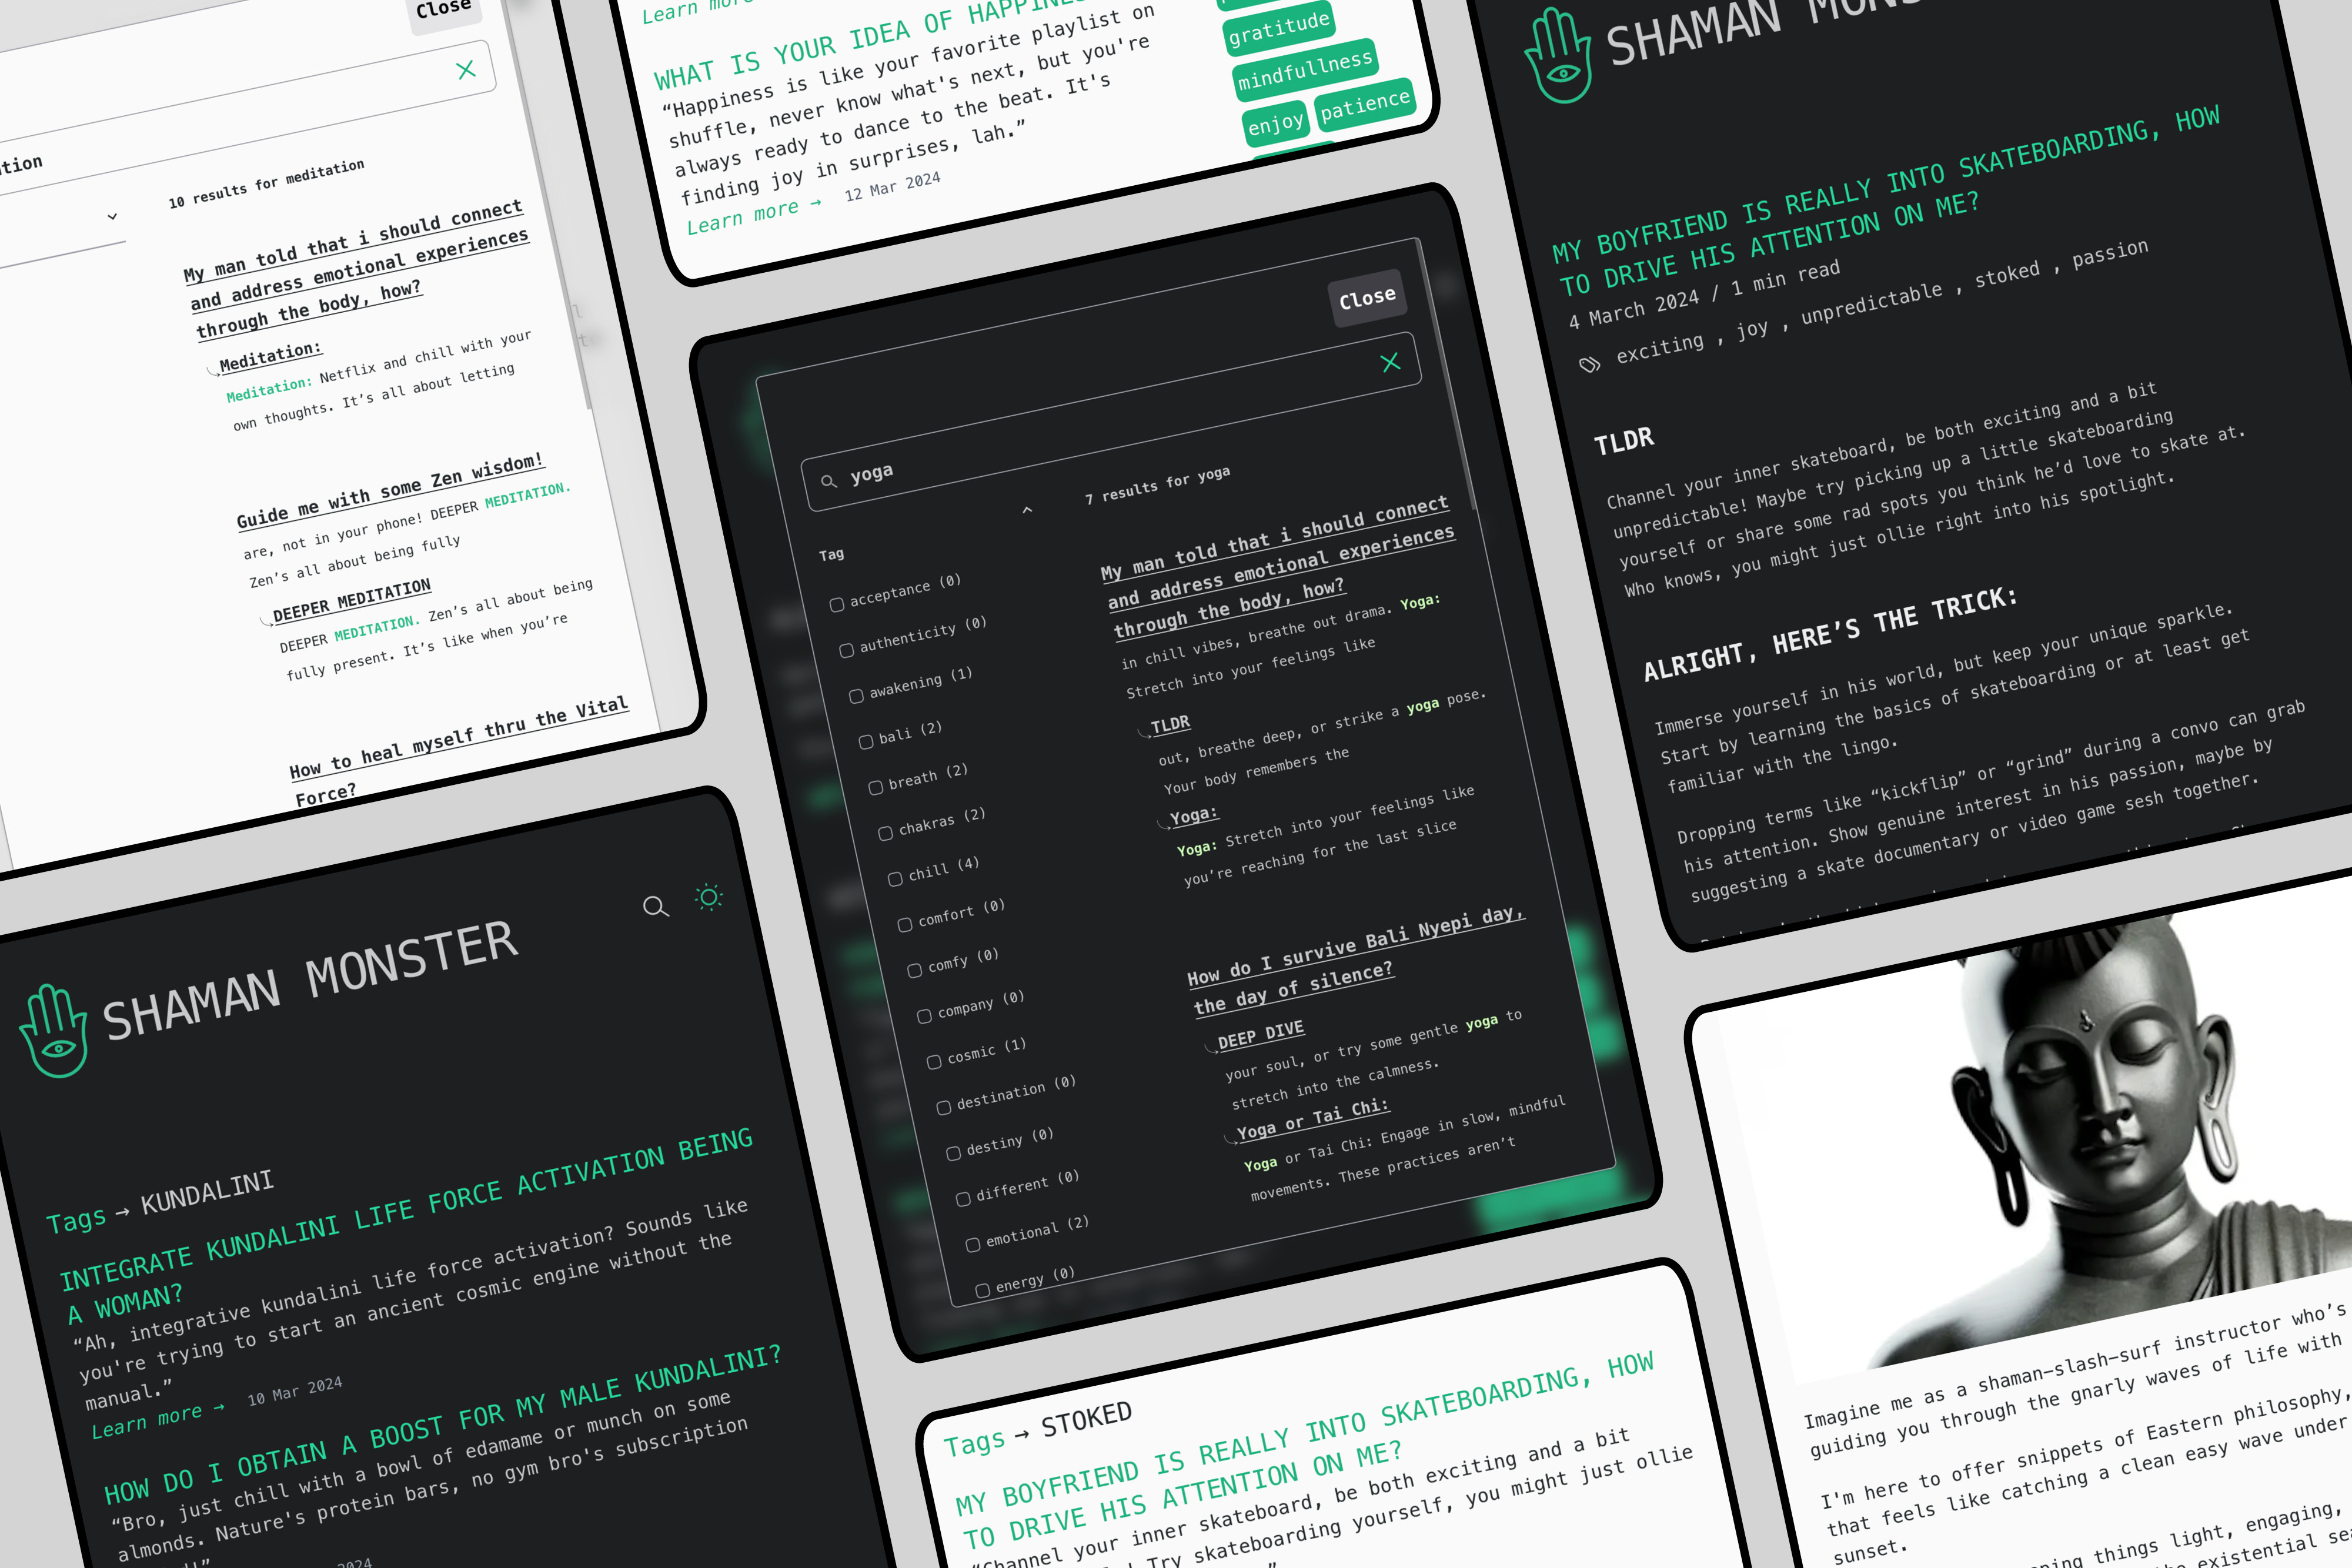 Close
10 results for meditation
My man told that i should connect
and address emotional experiences
through the body, how?
Meditation:
Meditation: Netflix and chill with your
own thoughts. It’s all about letting
Guide me with some Zen wisdom!
are, not in your phone! DEEPER MEDITATION.
Zen’s all about being fully
DEEPER MEDITATION
DEEPER MEDITATION. Zen’s all about being
fully present. It’s like when you’re
How to heal myself thru the Vital
Force?
SHAMAN MONSTER
Tags → KUNDALINI
INTEGRATE KUNDALINI LIFE FORCE ACTIVATION BEING
A WOMAN?
“Ah, integrative kundalini life force activation? Sounds like
you're trying to start an ancient cosmic engine without the
manual.”
Learn more → 10 Mar 2024
HOW DO I OBTAIN A BOOST FOR MY MALE KUNDALINI?
“Bro, just chill with a bowl of edamame or munch on some
almonds. Nature's protein bars, no gym bro's subscription
2024
Learn more
WHAT IS YOUR IDEA OF HAPPINESS
“Happiness is like your favorite playlist on
shuffle, never know what's next, but you're
always ready to dance to the beat. It's
finding joy in surprises, lah.”
Learn more → 12 Mar 2024
gratitude
mindfullness
enjoy patience
Close
yoga
7 results for yoga
Tag
acceptance (0)
authenticity (0)
awakening (1)
bali (2)
breath (2)
chakras (2)
chill (4)
comfort (0)
comfy (0)
company (0)
cosmic (1)
destination (0)
destiny (0)
different (0)
emotional (2)
energy (0)
My man told that i should connect
and address emotional experiences
through the body, how?
in chill vibes, breathe out drama. Yoga:
Stretch into your feelings like
TLDR
out, breathe deep, or strike a yoga pose.
Your body remembers the
Yoga:
Yoga: Stretch into your feelings like
you’re reaching for the last slice
How do I survive Bali Nyepi day,
the day of silence?
DEEP DIVE
your soul, or try some gentle yoga to
stretch into the calmness.
Yoga or Tai Chi:
Yoga or Tai Chi: Engage in slow, mindful
movements. These practices aren’t
Tags → STOKED
MY BOYFRIEND IS REALLY INTO SKATEBOARDING, HOW
TO DRIVE HIS ATTENTION ON ME?
“Channel your inner skateboard, be both exciting and a bit
Try skateboarding yourself, you might just ollie
SHAMAN
MY BOYFRIEND IS REALLY INTO SKATEBOARDING, HOW
TO DRIVE HIS ATTENTION ON ME?
4 March 2024 / 1 min read
exciting , joy , unpredictable , stoked , passion
TLDR
Channel your inner skateboard, be both exciting and a bit
unpredictable! Maybe try picking up a little skateboarding
yourself or share some rad spots you think he’d love to skate at.
Who knows, you might just ollie right into his spotlight.
ALRIGHT, HERE’S THE TRICK:
Immerse yourself in his world, but keep your unique sparkle.
Start by learning the basics of skateboarding or at least get
familiar with the lingo.
Dropping terms like “kickflip” or “grind” during a convo can grab
his attention. Show genuine interest in his passion, maybe by
suggesting a skate documentary or video game sesh together.
Imagine me as a shaman-slash-surf instructor who’s
guiding you through the gnarly waves of life with
I'm here to offer snippets of Eastern philosophy,
that feels like catching a clean easy wave under
sunset.
things light, engaging,
existential